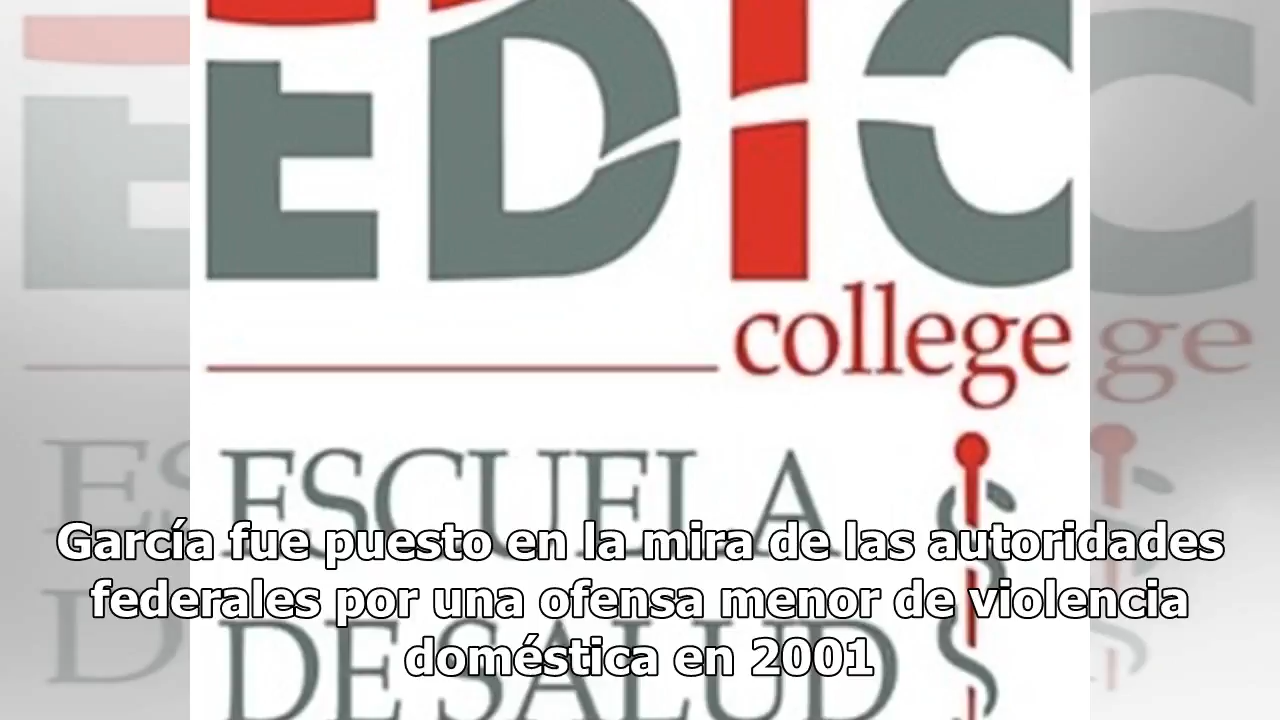 EDIC
college
ESCUELA
DE SALUD
García fue puesto en la mira de las autoridades
federales por una ofensa menor de violencia
doméstica en 2001